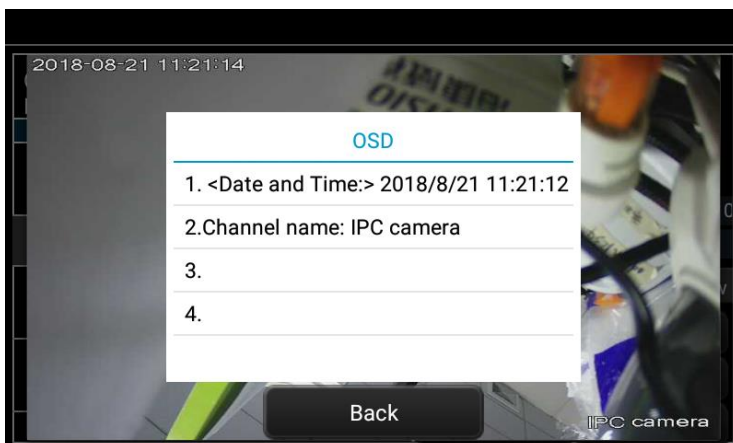 2018-08-21 11:21:14
OSD
1. <Date and Time:> 2018/8/21 11:21:12
2.Channel name: IPC camera
3.
4.
Back
IPC camera